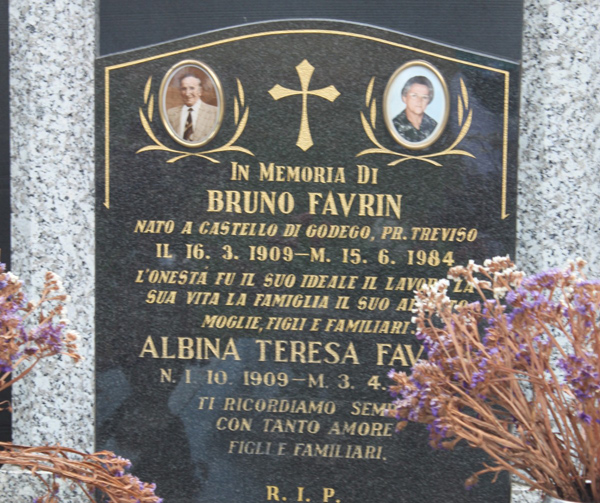 IN MEMORIA DI
BRUNO FAVRIN
NATO A CASTELLO DI GODEGO, PR. TREVISO
IL 16. 3. 1909–M. 15. 6. 1984
L'ONESTÁ FU IL SUO IDEALE IL LAVORO LA
SUA VITA LA FAMIGLIA IL SUO
MOGLIE, FIGLI E FAMILIARI.
ALBINA TERESA
N. 1. 10. 1909–M. 3. 4.
TI RICORDIAMO
CON TANTO AMORE
FIGLI E FAMILIARI.
R. I. P.